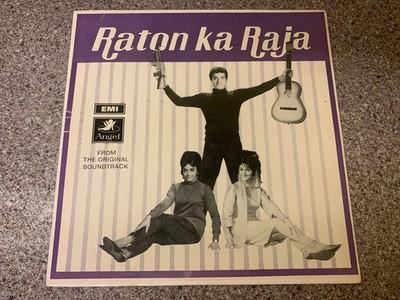 Raton ka Raja
EMI
Angel
FROM
THE ORIGINAL
SOUNDTRACK